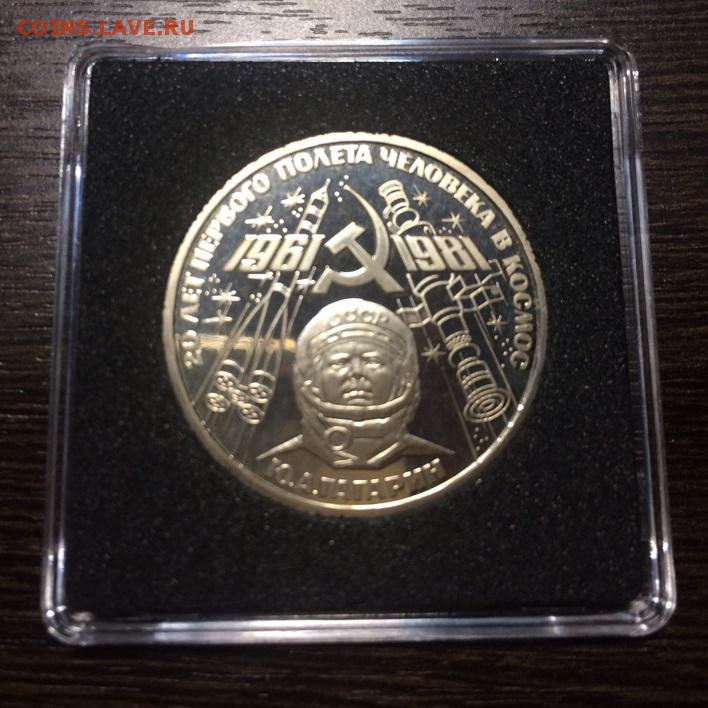 COINS.LAVE.RU
20 ЛЕТ ПЕРВОГО ПОЛЕТА ЧЕЛОВЕКА В КОСМОС
1961 1981
СССР
Ю.А.ГАГАРИН